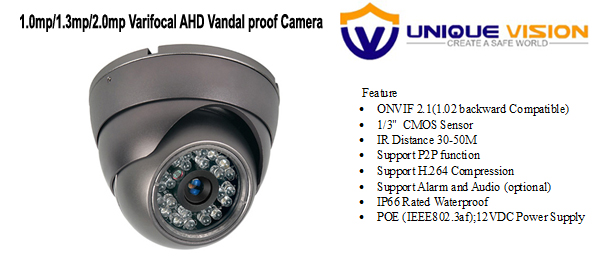 1.0mp/1.3mp/2.0mp Varifocal AHD Vandal proof Camera
UNIQUE VISION
CREATE A SAFE WORLD
Feature
• ONVIF 2.1(1.02 backward Compatible)
• 1/3" CMOS Sensor
• IR Distance 30-50M
• Support P2P function
• Support H.264 Compression
• Support Alarm and Audio (optional)
• IP66 Rated Waterproof
• POE (IEEE802.3af);12VDC Power Supply